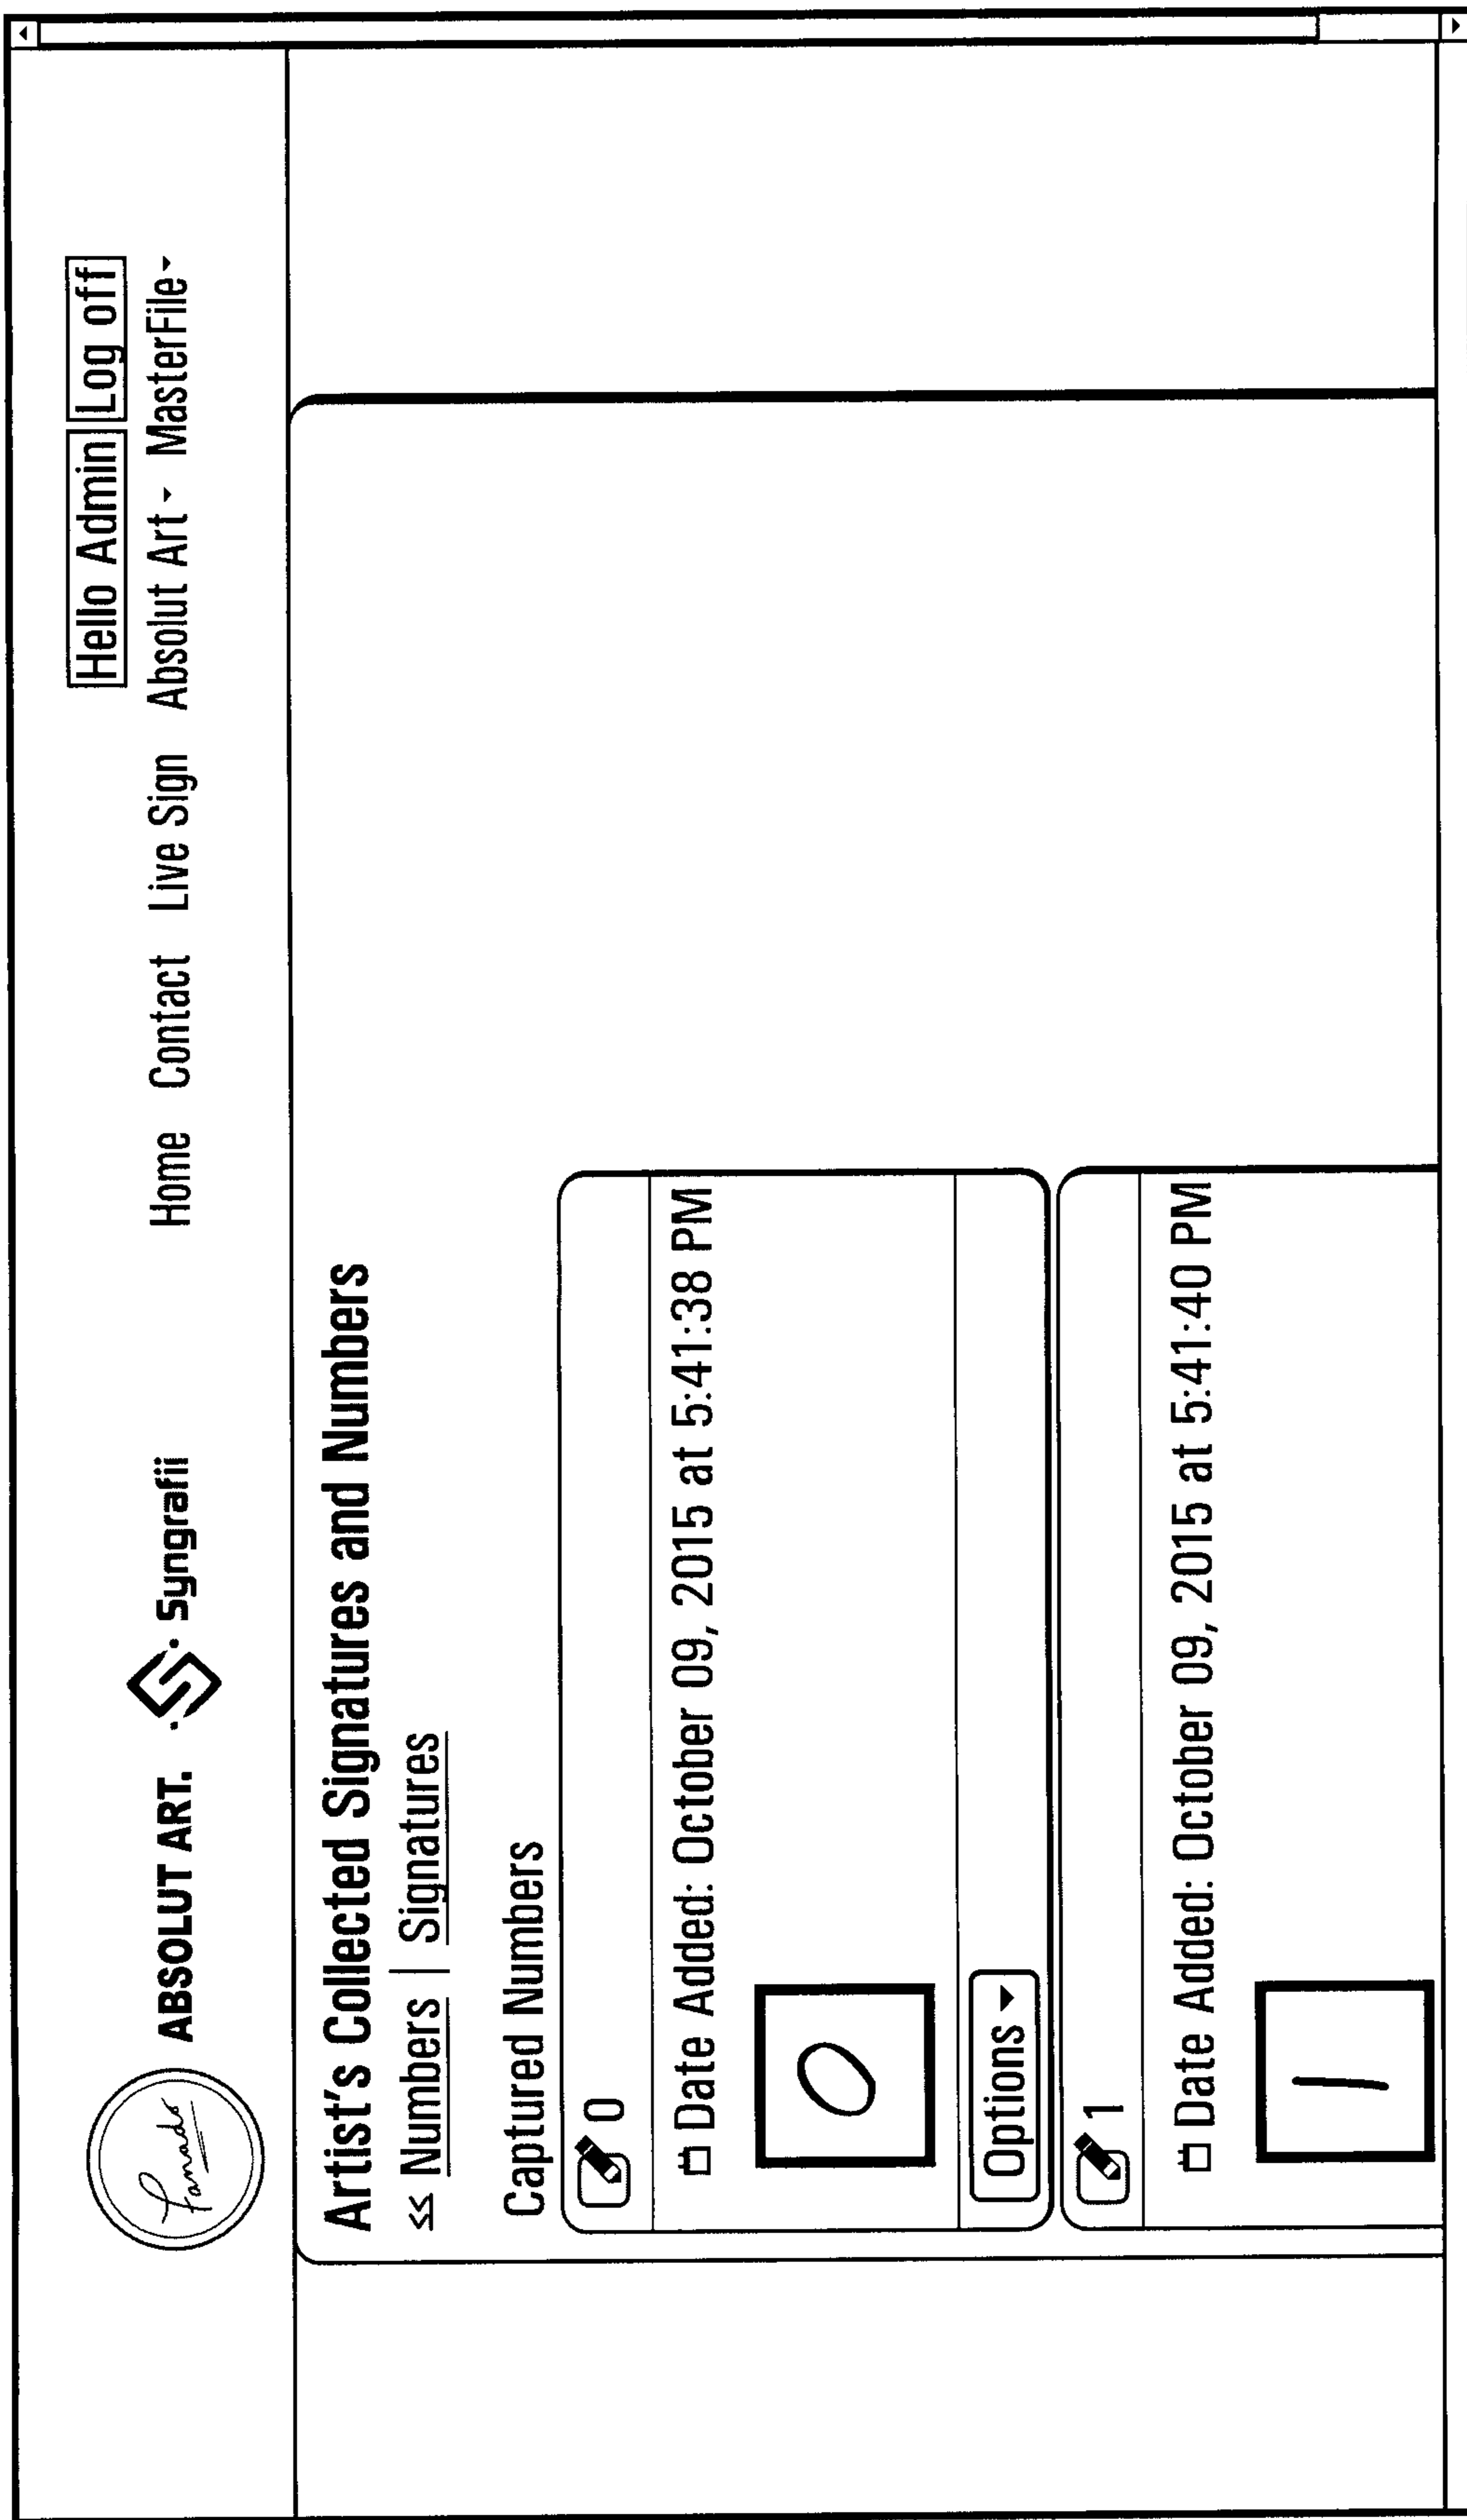 Hello Admin Log off
ABSOLUT ART. Syngrafii Home Contact Live Sign Absolut Art MasterFile
Artist's Collected Signatures and Numbers
<< Numbers | Signatures
Captured Numbers
0
Date Added: October 09, 2015 at 5:41:38 PM
0
Options
1
Date Added: October 09, 2015 at 5:41:40 PM
1